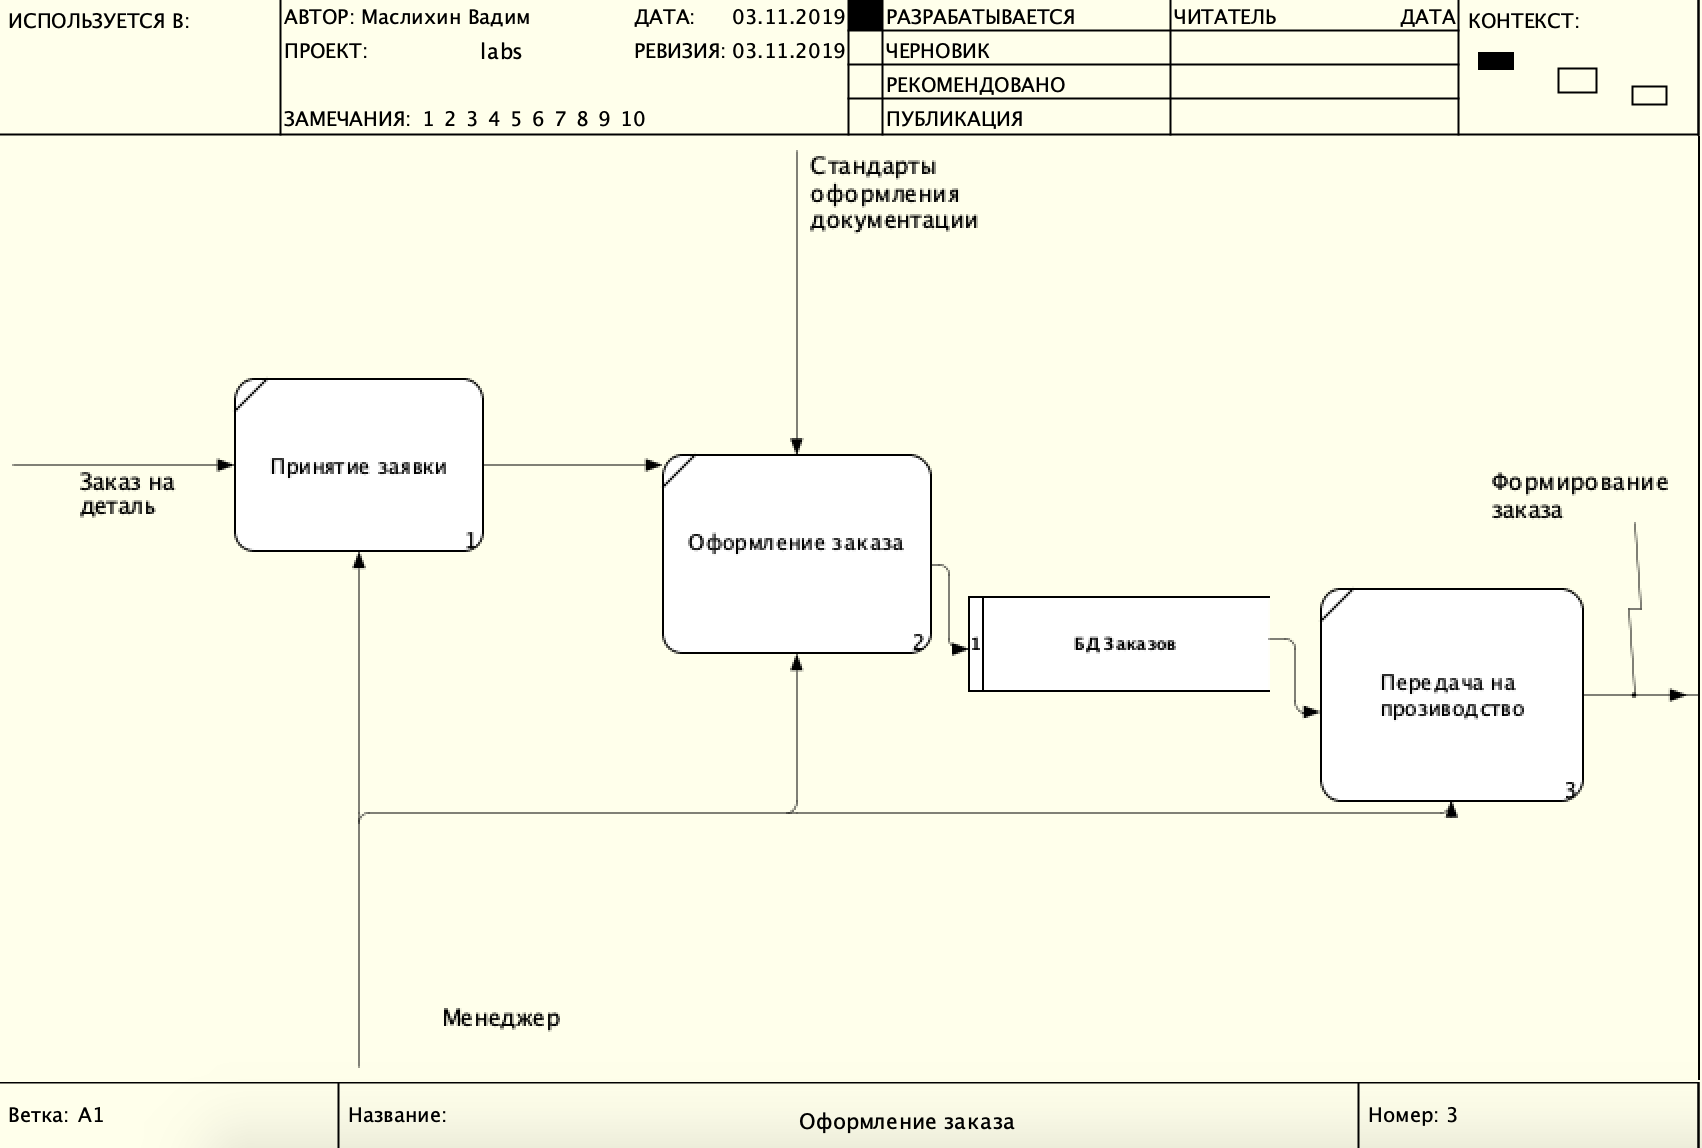 ИСПОЛЬЗУЕТСЯ В:
АВТОР: Маслихин Вадим
ДАТА: 03.11.2019
ПРОЕКТ: labs
РЕВИЗИЯ: 03.11.2019
ЗАМЕЧАНИЯ: 1 2 3 4 5 6 7 8 9 10
РАЗРАБАТЫВАЕТСЯ
ЧЕРНОВИК
РЕКОМЕНДОВАНО
ПУБЛИКАЦИЯ
ЧИТАТЕЛЬ ДАТА
КОНТЕКСТ:
Стандарты
оформления
документации
Заказ на
деталь
Принятие заявки
1
Оформление заказа
2
1 БД Заказов
Передача на
прозиводство
3
Формирование
заказа
Менеджер
Ветка: A1
Название: Оформление заказа
Номер: 3